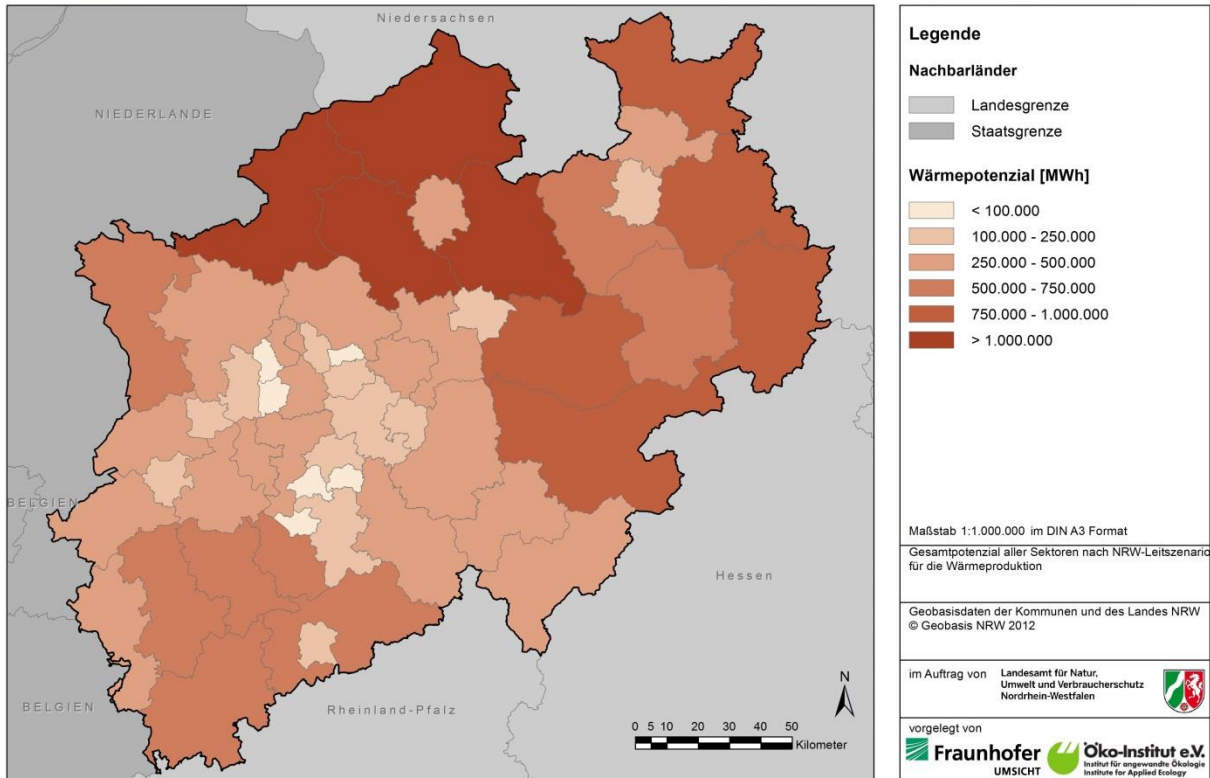 Niedersachsen
NIEDERLANDE
BELGIEN
BELGIEN
Hessen
Rheinland-Pfalz
N
0 5 10 20 30 40 50
Kilometer
Legende
Nachbarländer
Landesgrenze
Staatsgrenze
Wärmepotenzial [MWh]
< 100.000
100.000 - 250.000
250.000 - 500.000
500.000 - 750.000
750.000 - 1.000.000
> 1.000.000
Maßstab 1:1.000.000 im DIN A3 Format
Gesamtpotenzial aller Sektoren nach NRW-Leitszenario
für die Wärmeproduktion
Geobasisdaten der Kommunen und des Landes NRW
© Geobasis NRW 2012
im Auftrag von
Landesamt für Natur,
Umwelt und Verbraucherschutz
Nordrhein-Westfalen
vorgelegt von
Fraunhofer
UMSICHT
Öko-Institut e.V.
Institut für angewandte Ökologie
Institute for Applied Ecology